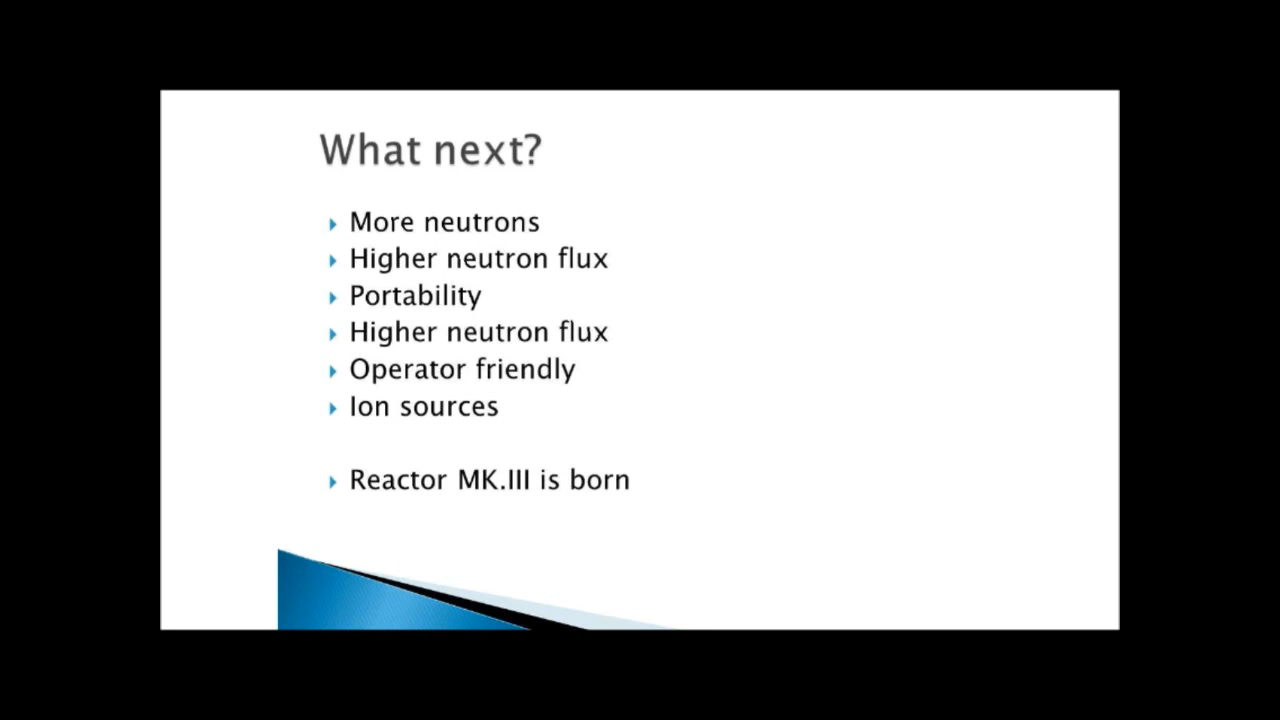 What next?
More neutrons
Higher neutron flux
Portability
Higher neutron flux
Operator friendly
Ion sources
Reactor MK.III is born